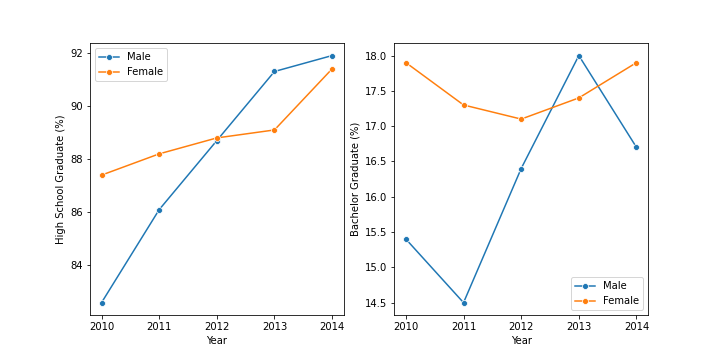 High School Graduate (%)
92
90
88
86
84
Male
Female
2010 2011 2012 2013 2014
Year
Bachelor Graduate (%)
18.0
17.5
17.0
16.5
16.0
15.5
15.0
14.5
Male
Female
2010 2011 2012 2013 2014
Year